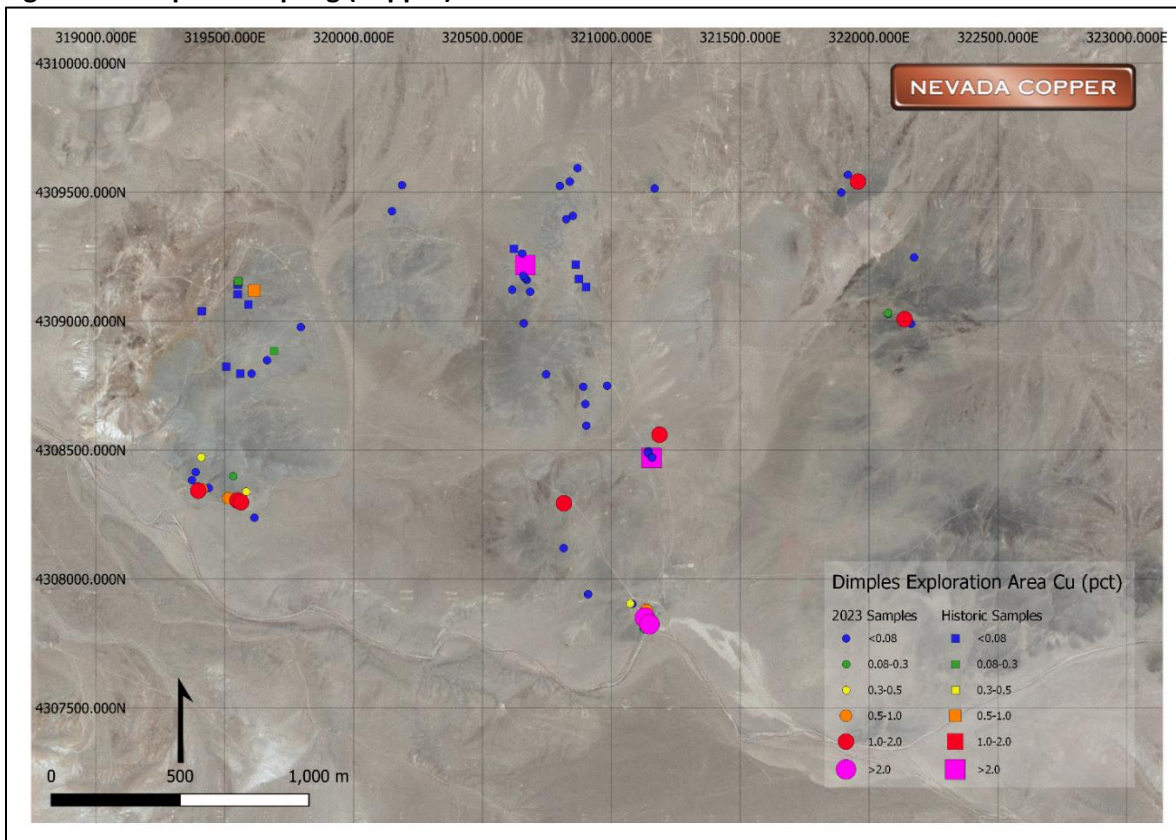 319000.000E 319500.000E 320000.000E 320500.000E 321000.000E 321500.000E 322000.000E 322500.000E 323000.000E
4310000.000N
NEVADA COPPER
4309500.000N
4309000.000N
4308500.000N
4308000.000N
4307500.000N
Dimples Exploration Area Cu (pct)
2023 Samples Historic Samples
<0.08 <0.08
0.08-0.3 0.08-0.3
0.3-0.5 0.3-0.5
0.5-1.0 0.5-1.0
1.0-2.0 1.0-2.0
>2.0 >2.0
0 500 1,000 m